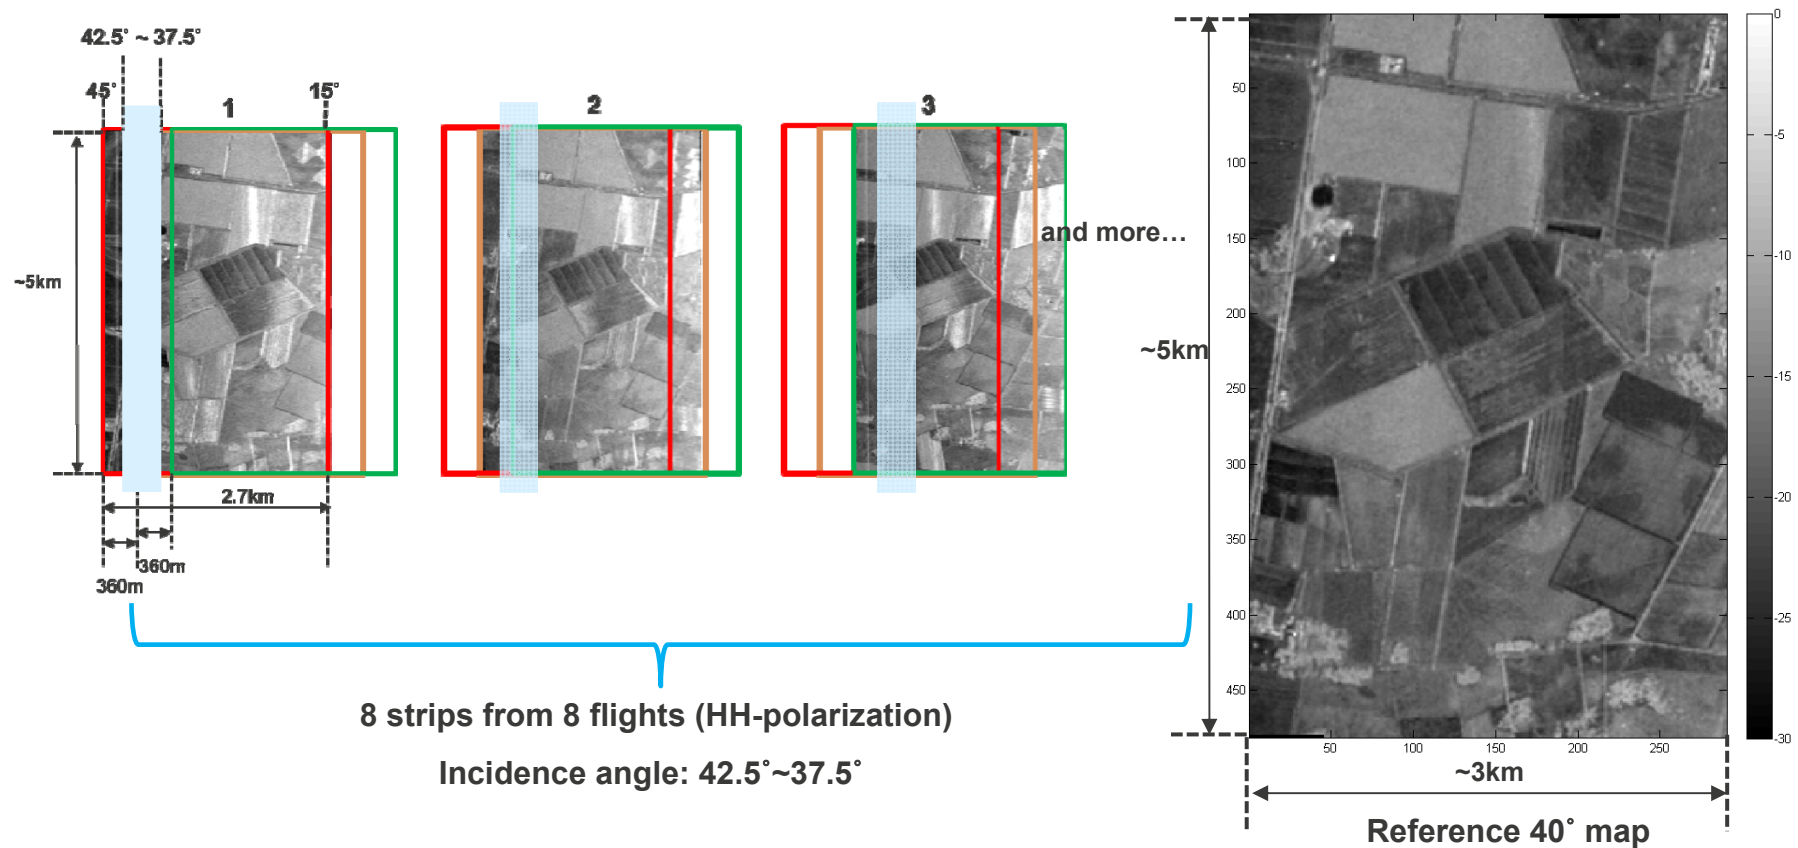 42.5˚ ~ 37.5˚
45˚
1
15˚
2
3
~5km
2.7km
360m
360m
and more…
8 strips from 8 flights (HH-polarization)
Incidence angle: 42.5˚~37.5˚
~5km
50
100
150
200
250
300
350
400
450
50
100
150
200
250
0
-5
-10
-15
-20
-25
-30
~3km
Reference 40˚ map